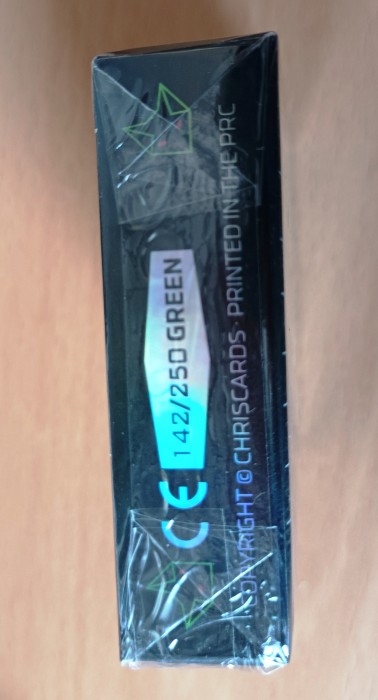 CE 142/250 GREEN
COPYRIGHT © CHRISCARDS · PRINTED IN THE PRC